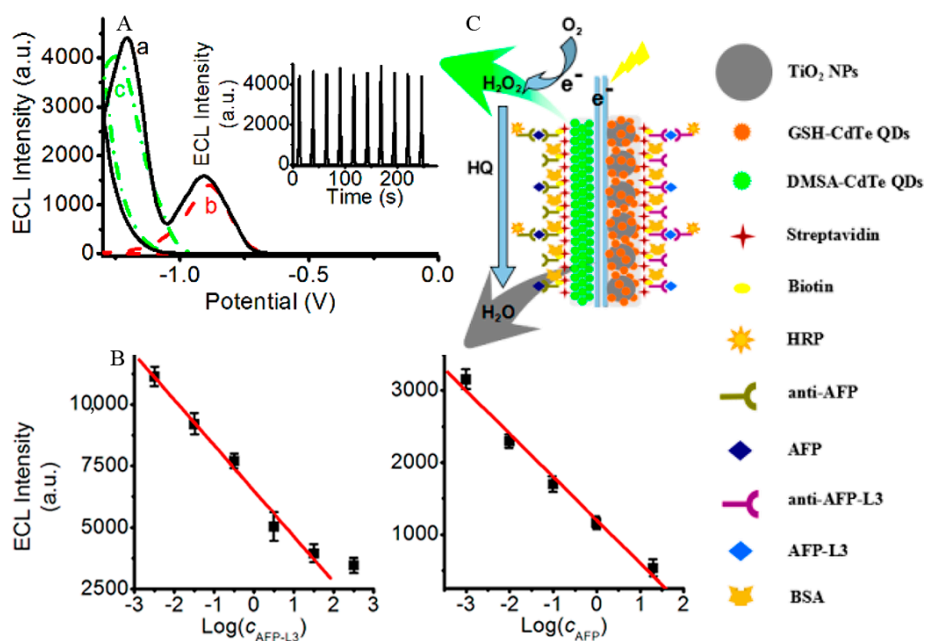 A
ECL Intensity (a.u.)
4000
3000
2000
1000
0
a
c
b
-1.0
-0.5
0.0
Potential (V)
ECL Intensity
(a.u.)
4000
2000
0
0
100
200
Time (s)
C
O2
H2O2
e-
e-
HQ
H2O
TiO2 NPs
GSH-CdTe QDs
DMSA-CdTe QDs
Streptavidin
Biotin
HRP
anti-AFP
AFP
anti-AFP-L3
AFP-L3
BSA
B
ECL Intensity
(a.u.)
10,000
7500
5000
2500
-3
-2
-1
0
1
2
3
Log(cAFP-L3)
3000
2000
1000
-3
-2
-1
0
1
2
Log(cAFP)